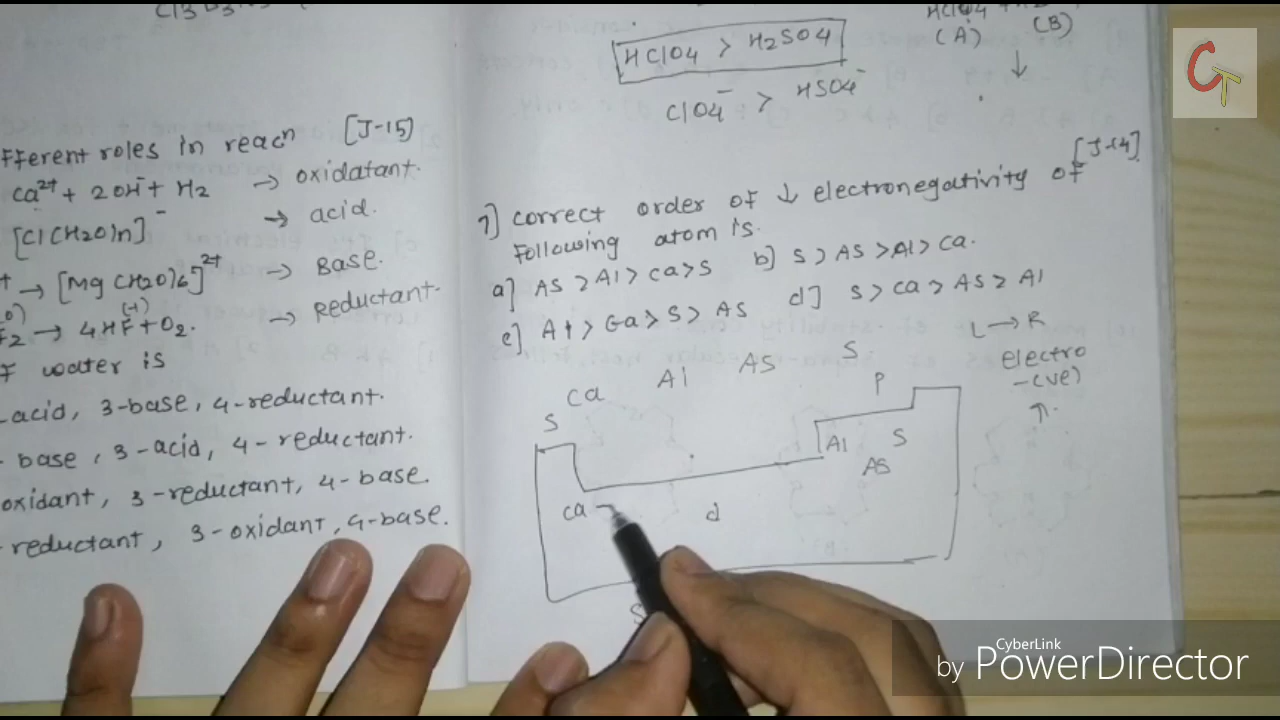 HClO4 > H2SO4
ClO4⁻ > HSO4⁻
(A) (B)
↓
CT
fferent roles in reacn [J-15]
Ca²⁺ + 2OH⁻ + H2 → oxidatant.
[Cl(H2O)n]⁻ → acid.
→ [Mg(H2O)6]²⁺ → Base.
(-1)
F2 → 4HF + O2. → Reductant.
f water is
acid, 3-base, 4-reductant.
base, 3-acid, 4-reductant.
oxidant, 3-reductant, 4-base.
reductant, 3-oxidant, 4-base.
7] correct order of ↓ electronegativity of [J-14]
following atom is.
a] AS > Al > ca > S b] S > AS > Al > ca.
c] Al > Ga > S > AS d] S > ca > AS > Al
L → R
electro
-(ve)
↑.
ca Al AS S
S P
Al S
AS
ca d
CyberLink
by PowerDirector